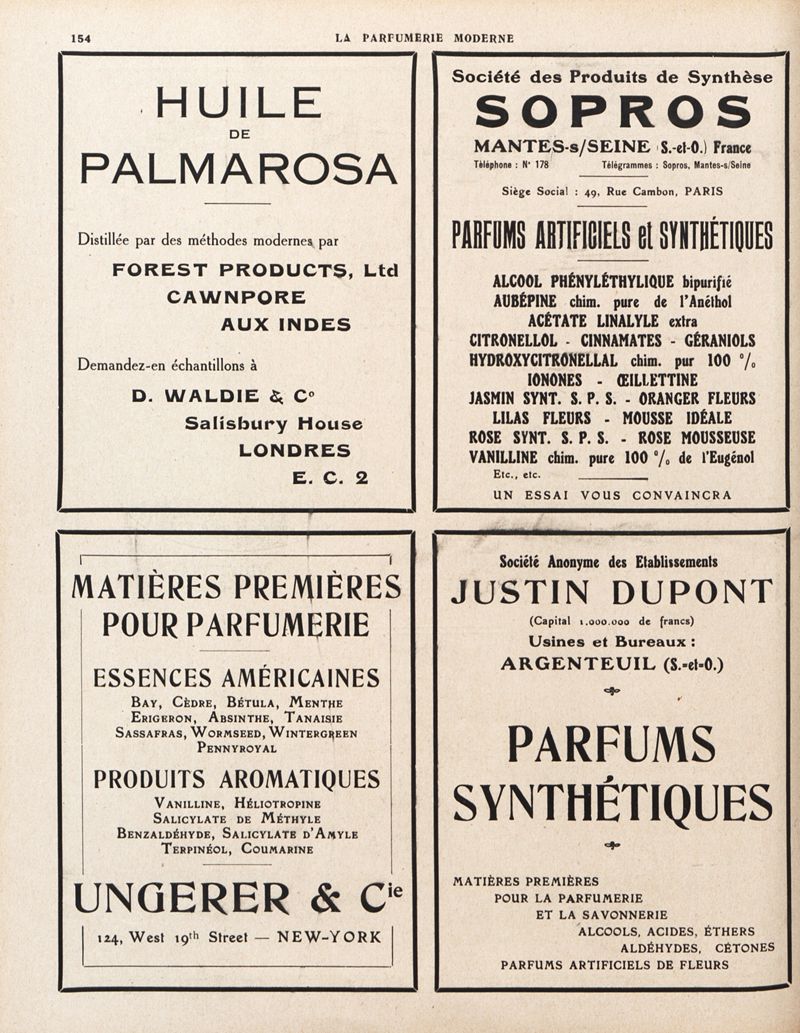 154
LA PARFUMERIE MODERNE
HUILE
DE
PALMAROSA
Distillée par des méthodes modernes par
FOREST PRODUCTS, Ltd
CAWNPORE
AUX INDES
Demandez-en échantillons à
D. WALDIE & Cº
Salisbury House
LONDRES
E. C. 2
Société des Produits de Synthèse
SOPROS
MANTES-s/SEINE (S.-et-O.) France
Téléphone : Nº 178 Télégrammes : Sopros, Mantes-s/Seine
Siège Social : 49, Rue Cambon, PARIS
PARFUMS ARTIFICIELS et SYNTHÉTIQUES
ALCOOL PHÉNYLÉTHYLIQUE bipurifié
AUBÉPINE chim. pure de l'Anéthol
ACÉTATE LINALYLE extra
CITRONELLOL - CINNAMATES - GÉRANIOLS
HYDROXYCITRONELLAL chim. pur 100 %
IONONES - ŒILLETTINE
JASMIN SYNT. S. P. S. - ORANGER FLEURS
LILAS FLEURS - MOUSSE IDÉALE
ROSE SYNT. S. P. S. - ROSE MOUSSEUSE
VANILLINE chim. pure 100 % de l'Eugénol
Etc., etc.
UN ESSAI VOUS CONVAINCRA
MATIÈRES PREMIÈRES
POUR PARFUMERIE
ESSENCES AMÉRICAINES
BAY, CÈDRE, BÉTULA, MENTHE
ERIGERON, ABSINTHE, TANAISIE
SASSAFRAS, WORMSEED, WINTERGREEN
PENNYROYAL
PRODUITS AROMATIQUES
VANILLINE, HÉLIOTROPINE
SALICYLATE DE MÉTHYLE
BENZALDÉHYDE, SALICYLATE D'AMYLE
TERPINÉOL, COUMARINE
UNGERER & Cie
124, West 19th Street — NEW-YORK
Société Anonyme des Etablissements
JUSTIN DUPONT
(Capital 1.000.000 de francs)
Usines et Bureaux :
ARGENTEUIL (S.-et-O.)
PARFUMS
SYNTHÉTIQUES
MATIÈRES PREMIÈRES
POUR LA PARFUMERIE
ET LA SAVONNERIE
ALCOOLS, ACIDES, ÉTHERS
ALDÉHYDES, CÉTONES
PARFUMS ARTIFICIELS DE FLEURS